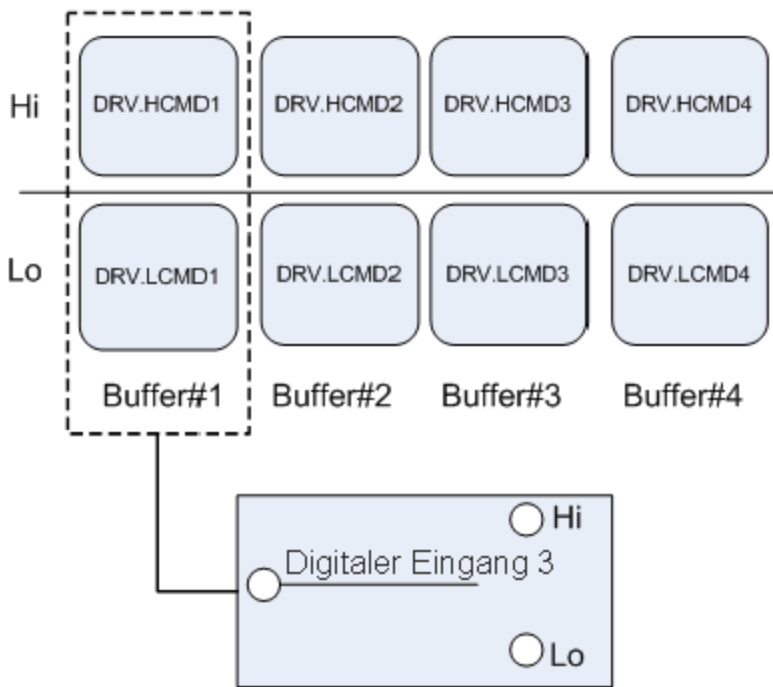 Hi
DRV.HCMD1 DRV.HCMD2 DRV.HCMD3 DRV.HCMD4
Lo
DRV.LCMD1 DRV.LCMD2 DRV.LCMD3 DRV.LCMD4
Buffer#1 Buffer#2 Buffer#3 Buffer#4
Hi
Digitaler Eingang 3
Lo